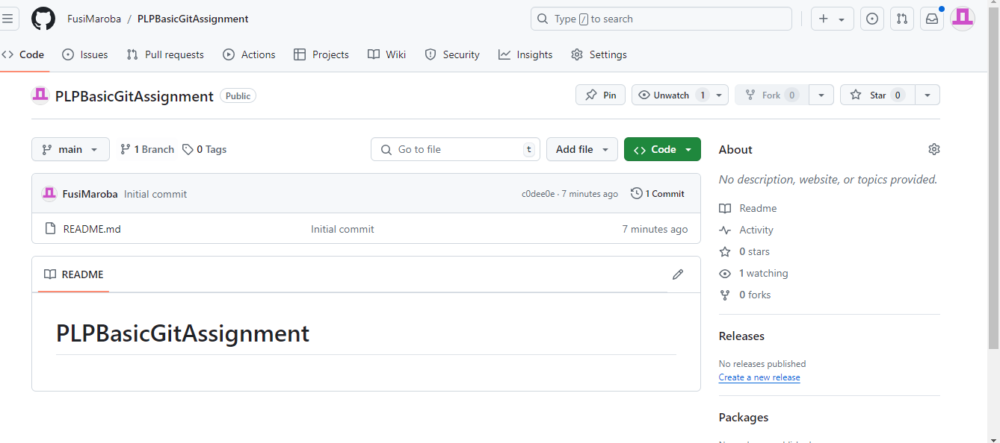 FusiMaroba / PLPBasicGitAssignment Type / to search
Code Issues Pull requests Actions Projects Wiki Security Insights Settings
PLPBasicGitAssignment Public Pin Unwatch 1 Fork 0 Star 0
main 1 Branch 0 Tags Go to file t Add file Code
About
No description, website, or topics provided.
FusiMaroba Initial commit c0dee0e · 7 minutes ago 1 Commit
README.md Initial commit 7 minutes ago
Readme
Activity
0 stars
1 watching
0 forks
README
PLPBasicGitAssignment
Releases
No releases published
Create a new release
Packages